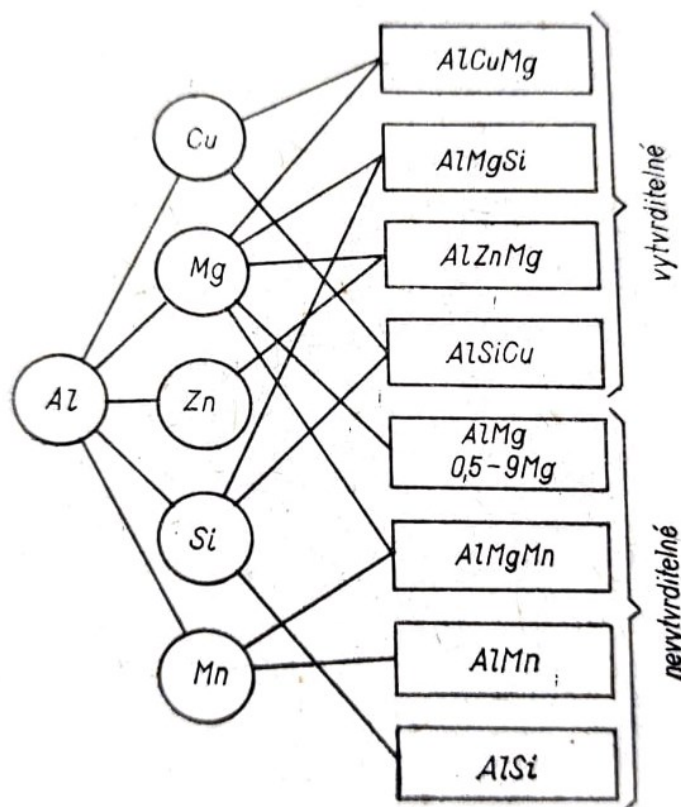 Al
Cu
Mg
Zn
Si
Mn
AlCuMg
AlMgSi
AlZnMg
AlSiCu
AlMg
0,5-9Mg
AlMgMn
AlMn
AlSi
vytvrditelné
nevytvrditelné